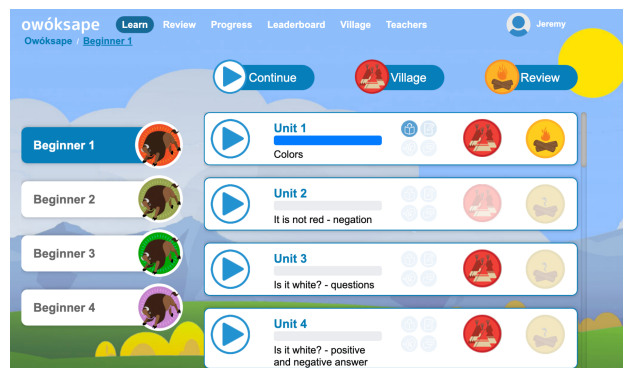 owóksape Learn Review Progress Leaderboard Village Teachers Jeremy
Owóksape / Beginner 1
Continue Village Review
Beginner 1
Beginner 2
Beginner 3
Beginner 4
Unit 1
Colors
Unit 2
It is not red - negation
Unit 3
Is it white? - questions
Unit 4
Is it white? - positive
and negative answer